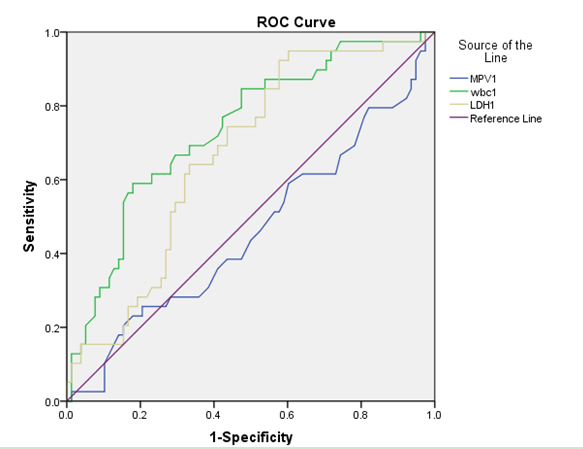 ROC Curve
Source of the
Line
MPV1
wbc1
LDH1
Reference Line
Sensitivity
1.0
0.8
0.6
0.4
0.2
0.0
0.0 0.2 0.4 0.6 0.8 1.0
1-Specificity